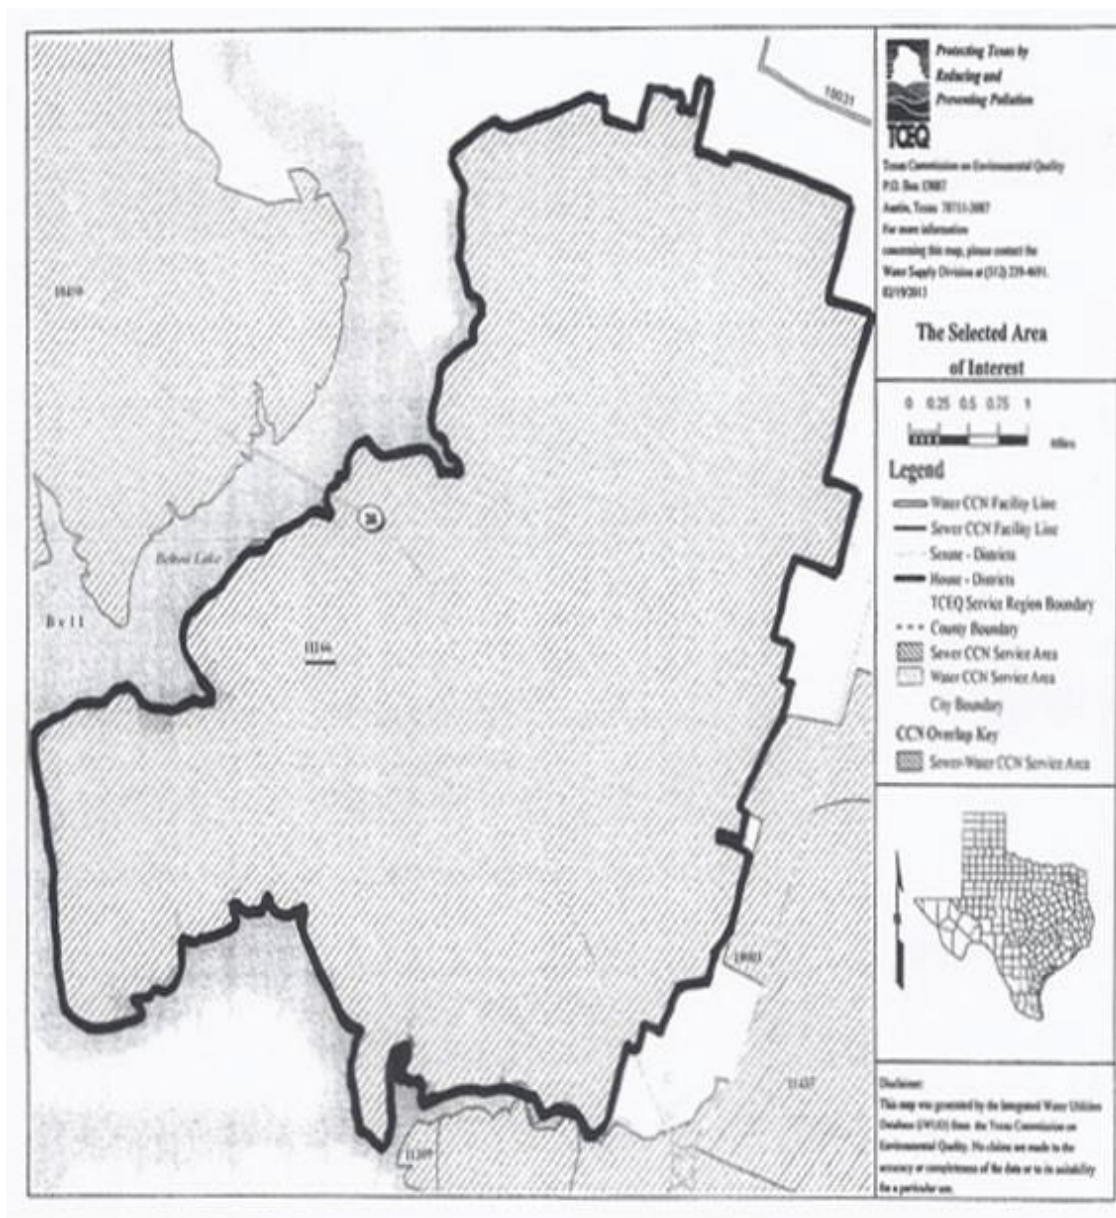 Protecting Texas by
Reducing and
Preventing Pollution
TCEQ
Texas Commission on Environmental Quality
P.O. Box 13087
Austin, Texas 78711-3087
For more information
concerning this map, please contact the
Water Supply Division at (512) 239-4691.
02/19/2013
The Selected Area
of Interest
0 0.25 0.5 0.75 1
Miles
Legend
Water CCN Facility Line
Sewer CCN Facility Line
Senate - Districts
House - Districts
TCEQ Service Region Boundary
County Boundary
Sewer CCN Service Area
Water CCN Service Area
City Boundary
CCN Overlap Key
Sewer-Water CCN Service Area
Disclaimer:
This map was generated by the Integrated Water Utilities
Database (IWUD) from the Texas Commission on
Environmental Quality. No claims are made to the
accuracy or completeness of the data or to its suitability
for a particular use.
10031
Belton Lake
11166
11457